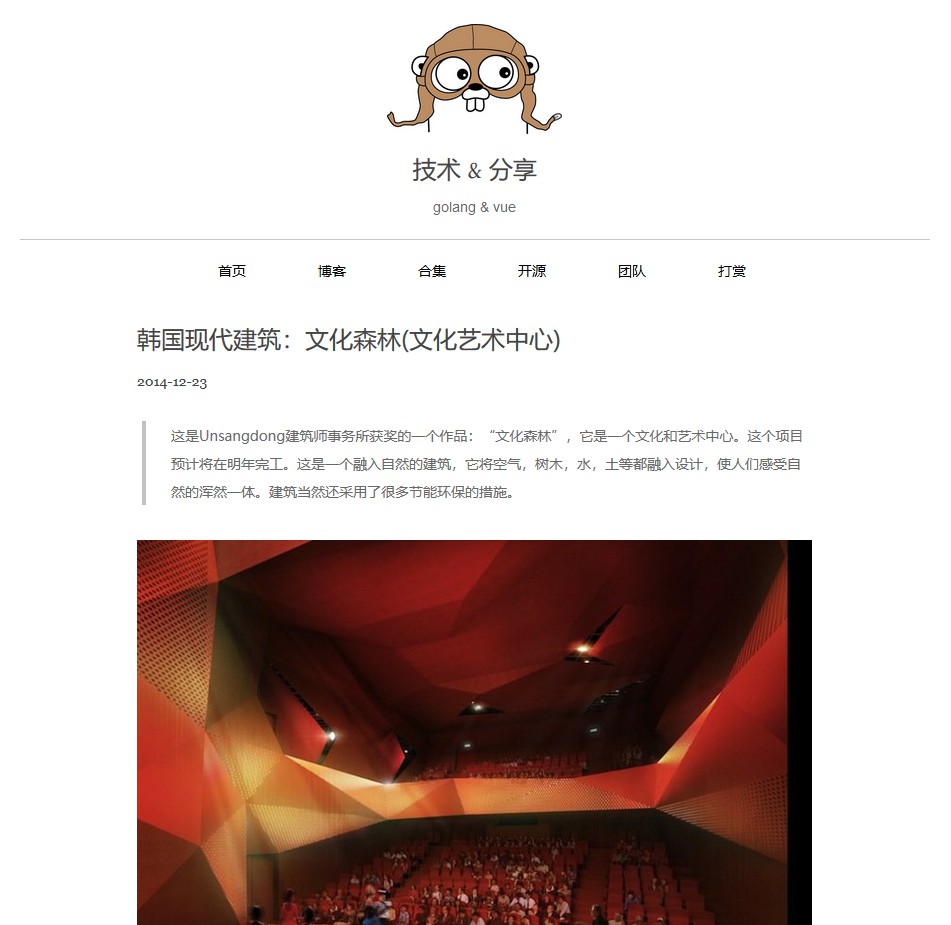 技术 & 分享
golang & vue
首页 博客 合集 开源 团队 打赏
韩国现代建筑：文化森林(文化艺术中心)
2014-12-23
这是Unsangdong建筑师事务所获奖的一个作品：“文化森林”，它是一个文化和艺术中心。这个项目
预计将在明年完工。这是一个融入自然的建筑，它将空气，树木，水，土等都融入设计，使人们感受自
然的浑然一体。建筑当然还采用了很多节能环保的措施。